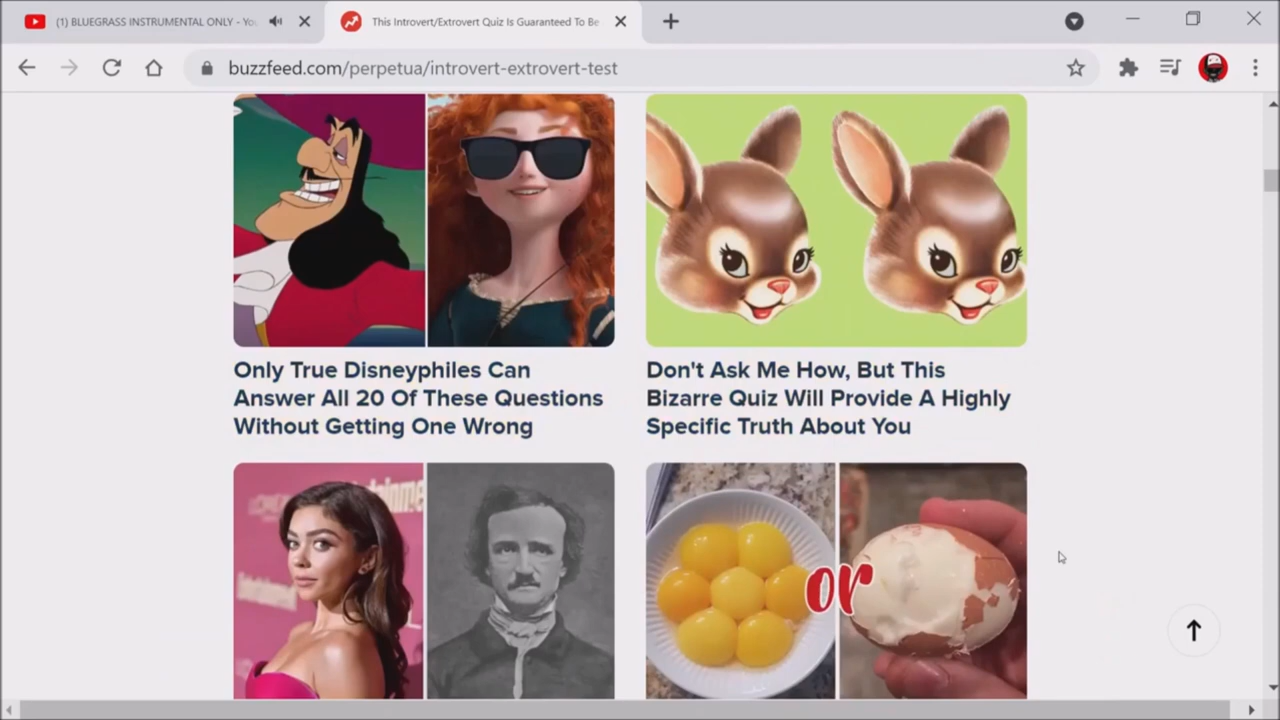 (1) BLUEGRASS INSTRUMENTAL ONLY - You
This Introvert/Extrovert Quiz Is Guaranteed To Be
buzzfeed.com/perpetua/introvert-extrovert-test
Only True Disneyphiles Can
Answer All 20 Of These Questions
Without Getting One Wrong
Don't Ask Me How, But This
Bizarre Quiz Will Provide A Highly
Specific Truth About You
or